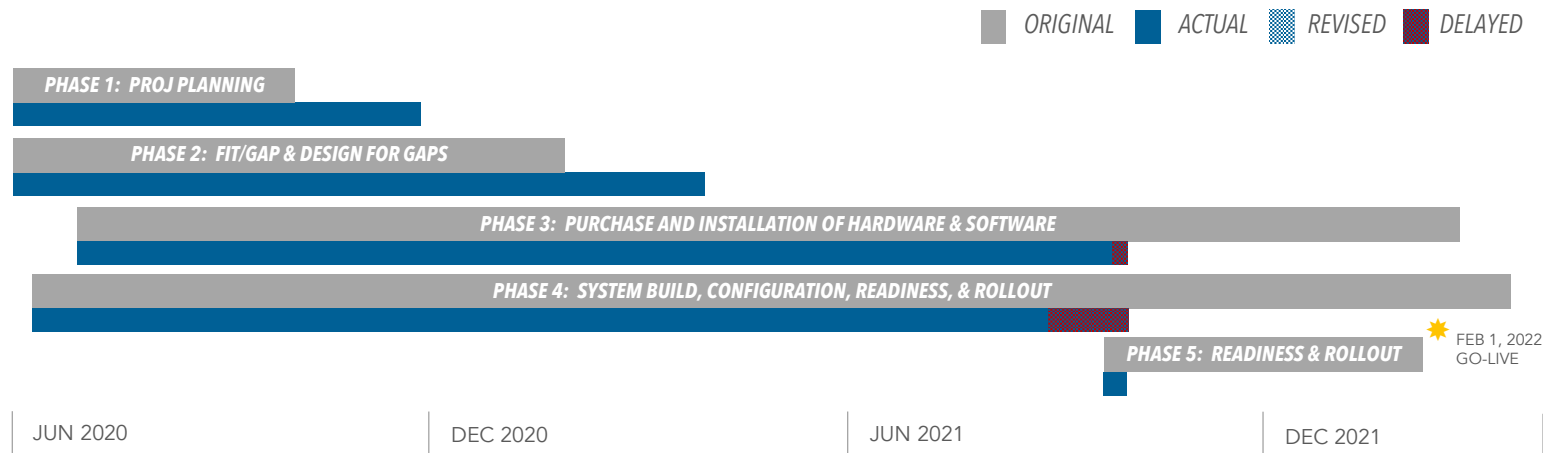 ORIGINAL ACTUAL REVISED DELAYED
PHASE 1: PROJ PLANNING
PHASE 2: FIT/GAP & DESIGN FOR GAPS
PHASE 3: PURCHASE AND INSTALLATION OF HARDWARE & SOFTWARE
PHASE 4: SYSTEM BUILD, CONFIGURATION, READINESS, & ROLLOUT
PHASE 5: READINESS & ROLLOUT
FEB 1, 2022
GO-LIVE
JUN 2020 DEC 2020 JUN 2021 DEC 2021